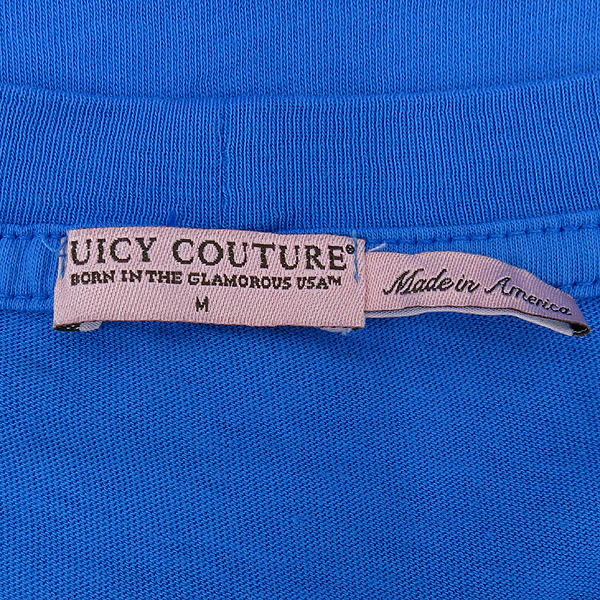 UICY COUTURE®
BORN IN THE GLAMOROUS USA™
M
Made in America